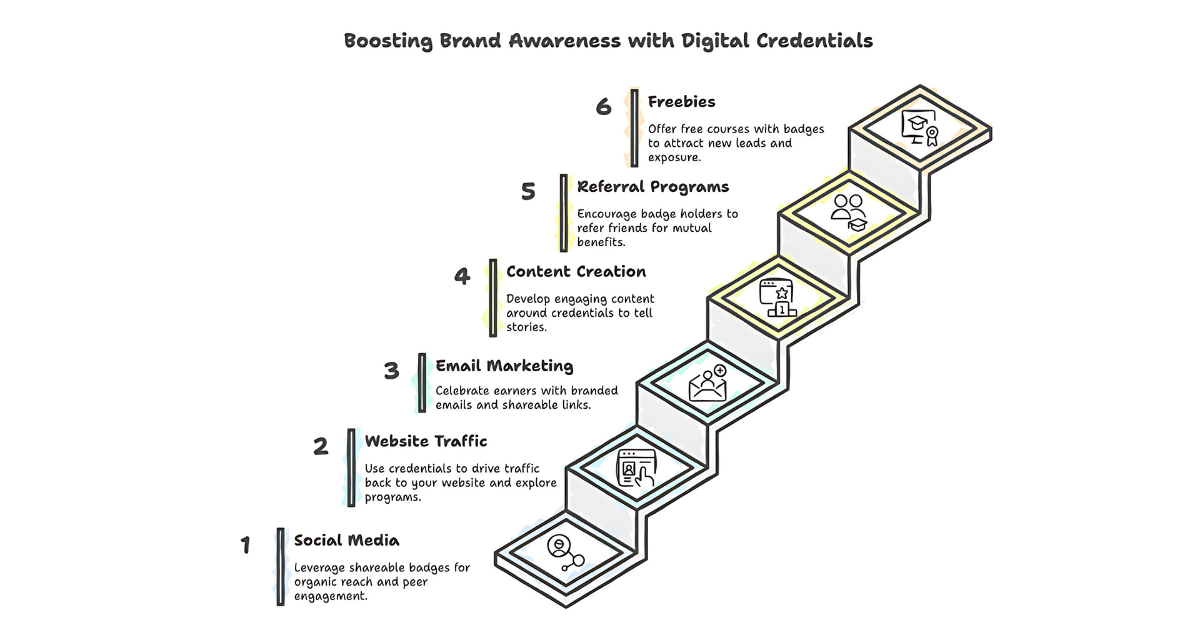 Boosting Brand Awareness with Digital Credentials
6
Freebies
Offer free courses with badges
to attract new leads and
exposure.
5
Referral Programs
Encourage badge holders to
refer friends for mutual
benefits.
4
Content Creation
Develop engaging content
around credentials to tell
stories.
1
3
Email Marketing
Celebrate earners with branded
emails and shareable links.
2
Website Traffic
Use credentials to drive traffic
back to your website and explore
programs.
1
Social Media
Leverage shareable badges for
organic reach and peer
engagement.